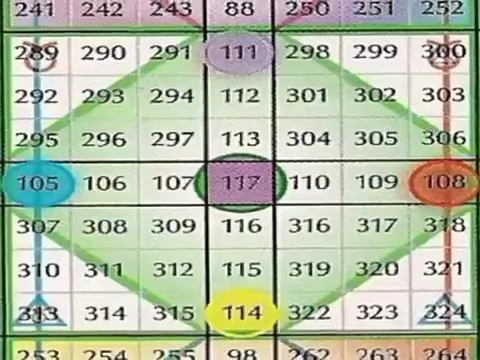 241 242 243 88 250 251 252
289 290 291 111 298 299 300
292 293 294 112 301 302 303
295 296 297 113 304 305 306
105 106 107 117 110 109 108
307 308 309 116 316 317 318
310 311 312 115 319 320 321
313 314 315 114 322 323 324
253 254 255 98 262 263 264